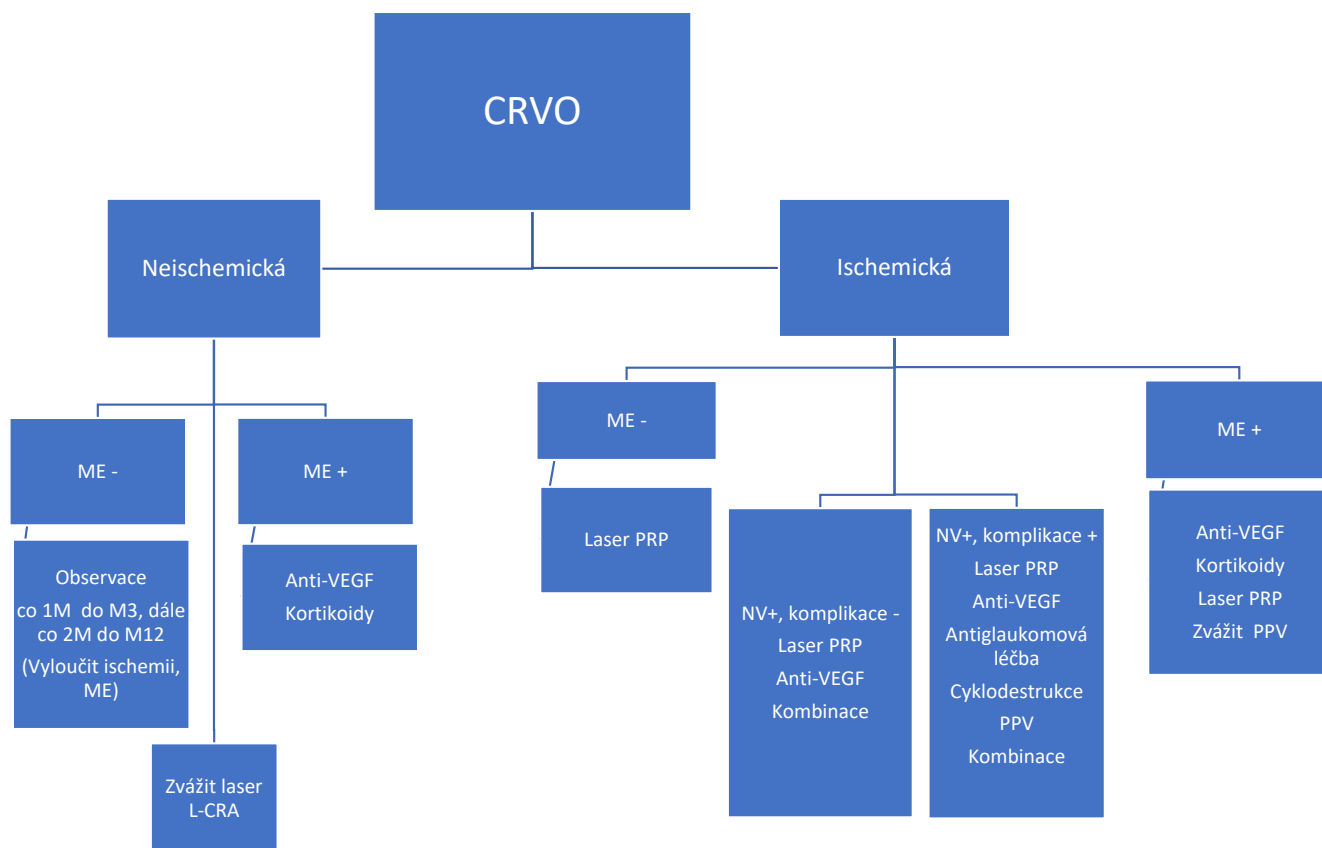 CRVO
Neischemická
Ischemická
ME -
ME +
ME -
ME +
Observace
co 1M do M3, dále
co 2M do M12
(Vyloučit ischemii,
ME)
Anti-VEGF
Kortikoidy
Laser PRP
NV+, komplikace -
Laser PRP
Anti-VEGF
Kombinace
NV+, komplikace +
Laser PRP
Anti-VEGF
Antiglaukomová
léčba
Cyklodestrukce
PPV
Kombinace
Anti-VEGF
Kortikoidy
Laser PRP
Zvážit PPV
Zvážit laser
L-CRA